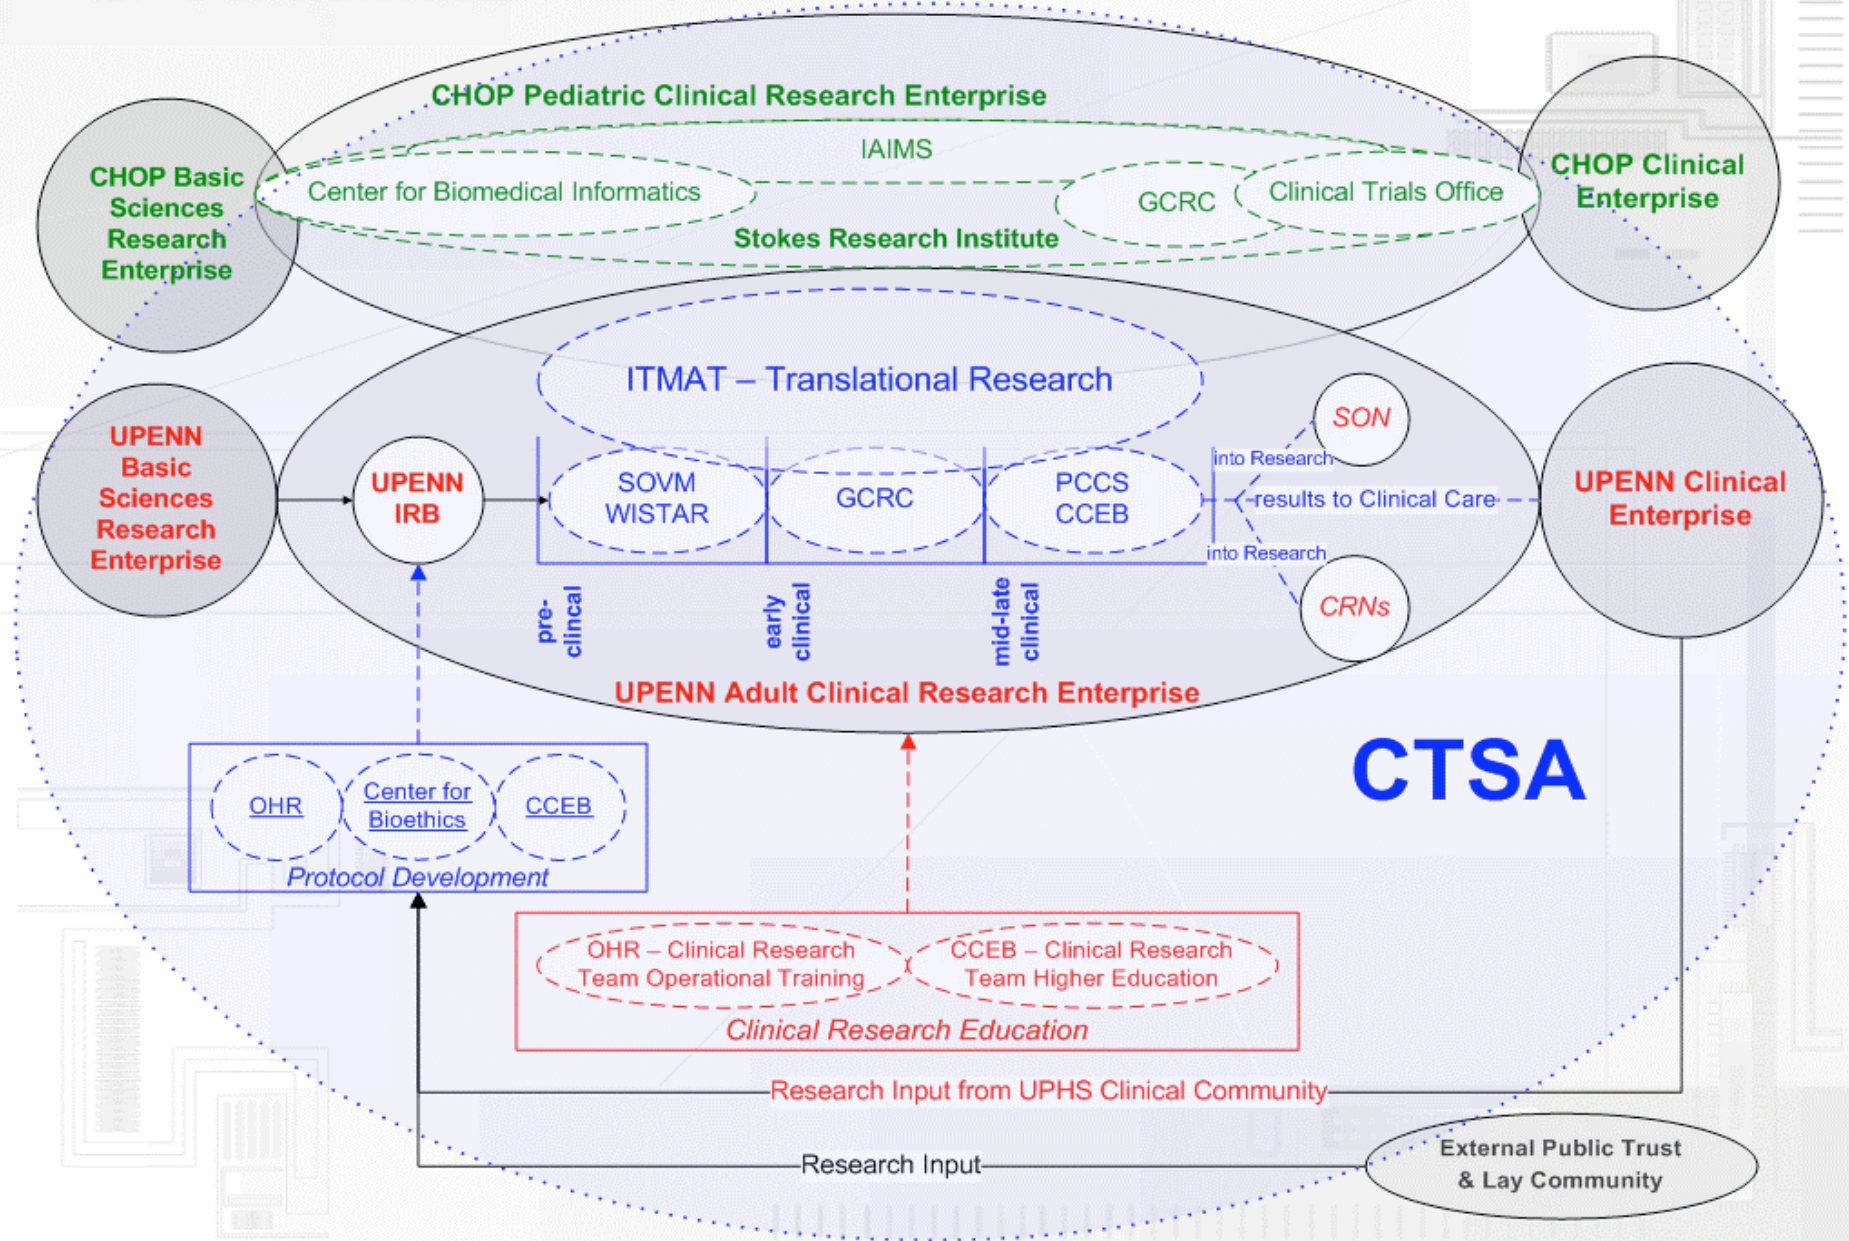 CHOP Pediatric Clinical Research Enterprise
IAIMS
CHOP Basic
Sciences
Research
Enterprise
Center for Biomedical Informatics
GCRC
Clinical Trials Office
CHOP Clinical
Enterprise
Stokes Research Institute
ITMAT – Translational Research
UPENN
Basic
Sciences
Research
Enterprise
UPENN
IRB
SOVM
WISTAR
GCRC
PCCS
CCEB
SON
into Research
results to Clinical Care
into Research
CRNs
UPENN Clinical
Enterprise
pre-
clincal
early
clinical
mid-late
clinical
UPENN Adult Clinical Research Enterprise
CTSA
OHR
Center for
Bioethics
CCEB
Protocol Development
OHR – Clinical Research
Team Operational Training
CCEB – Clinical Research
Team Higher Education
Clinical Research Education
Research Input from UPHS Clinical Community
Research Input
External Public Trust
& Lay Community